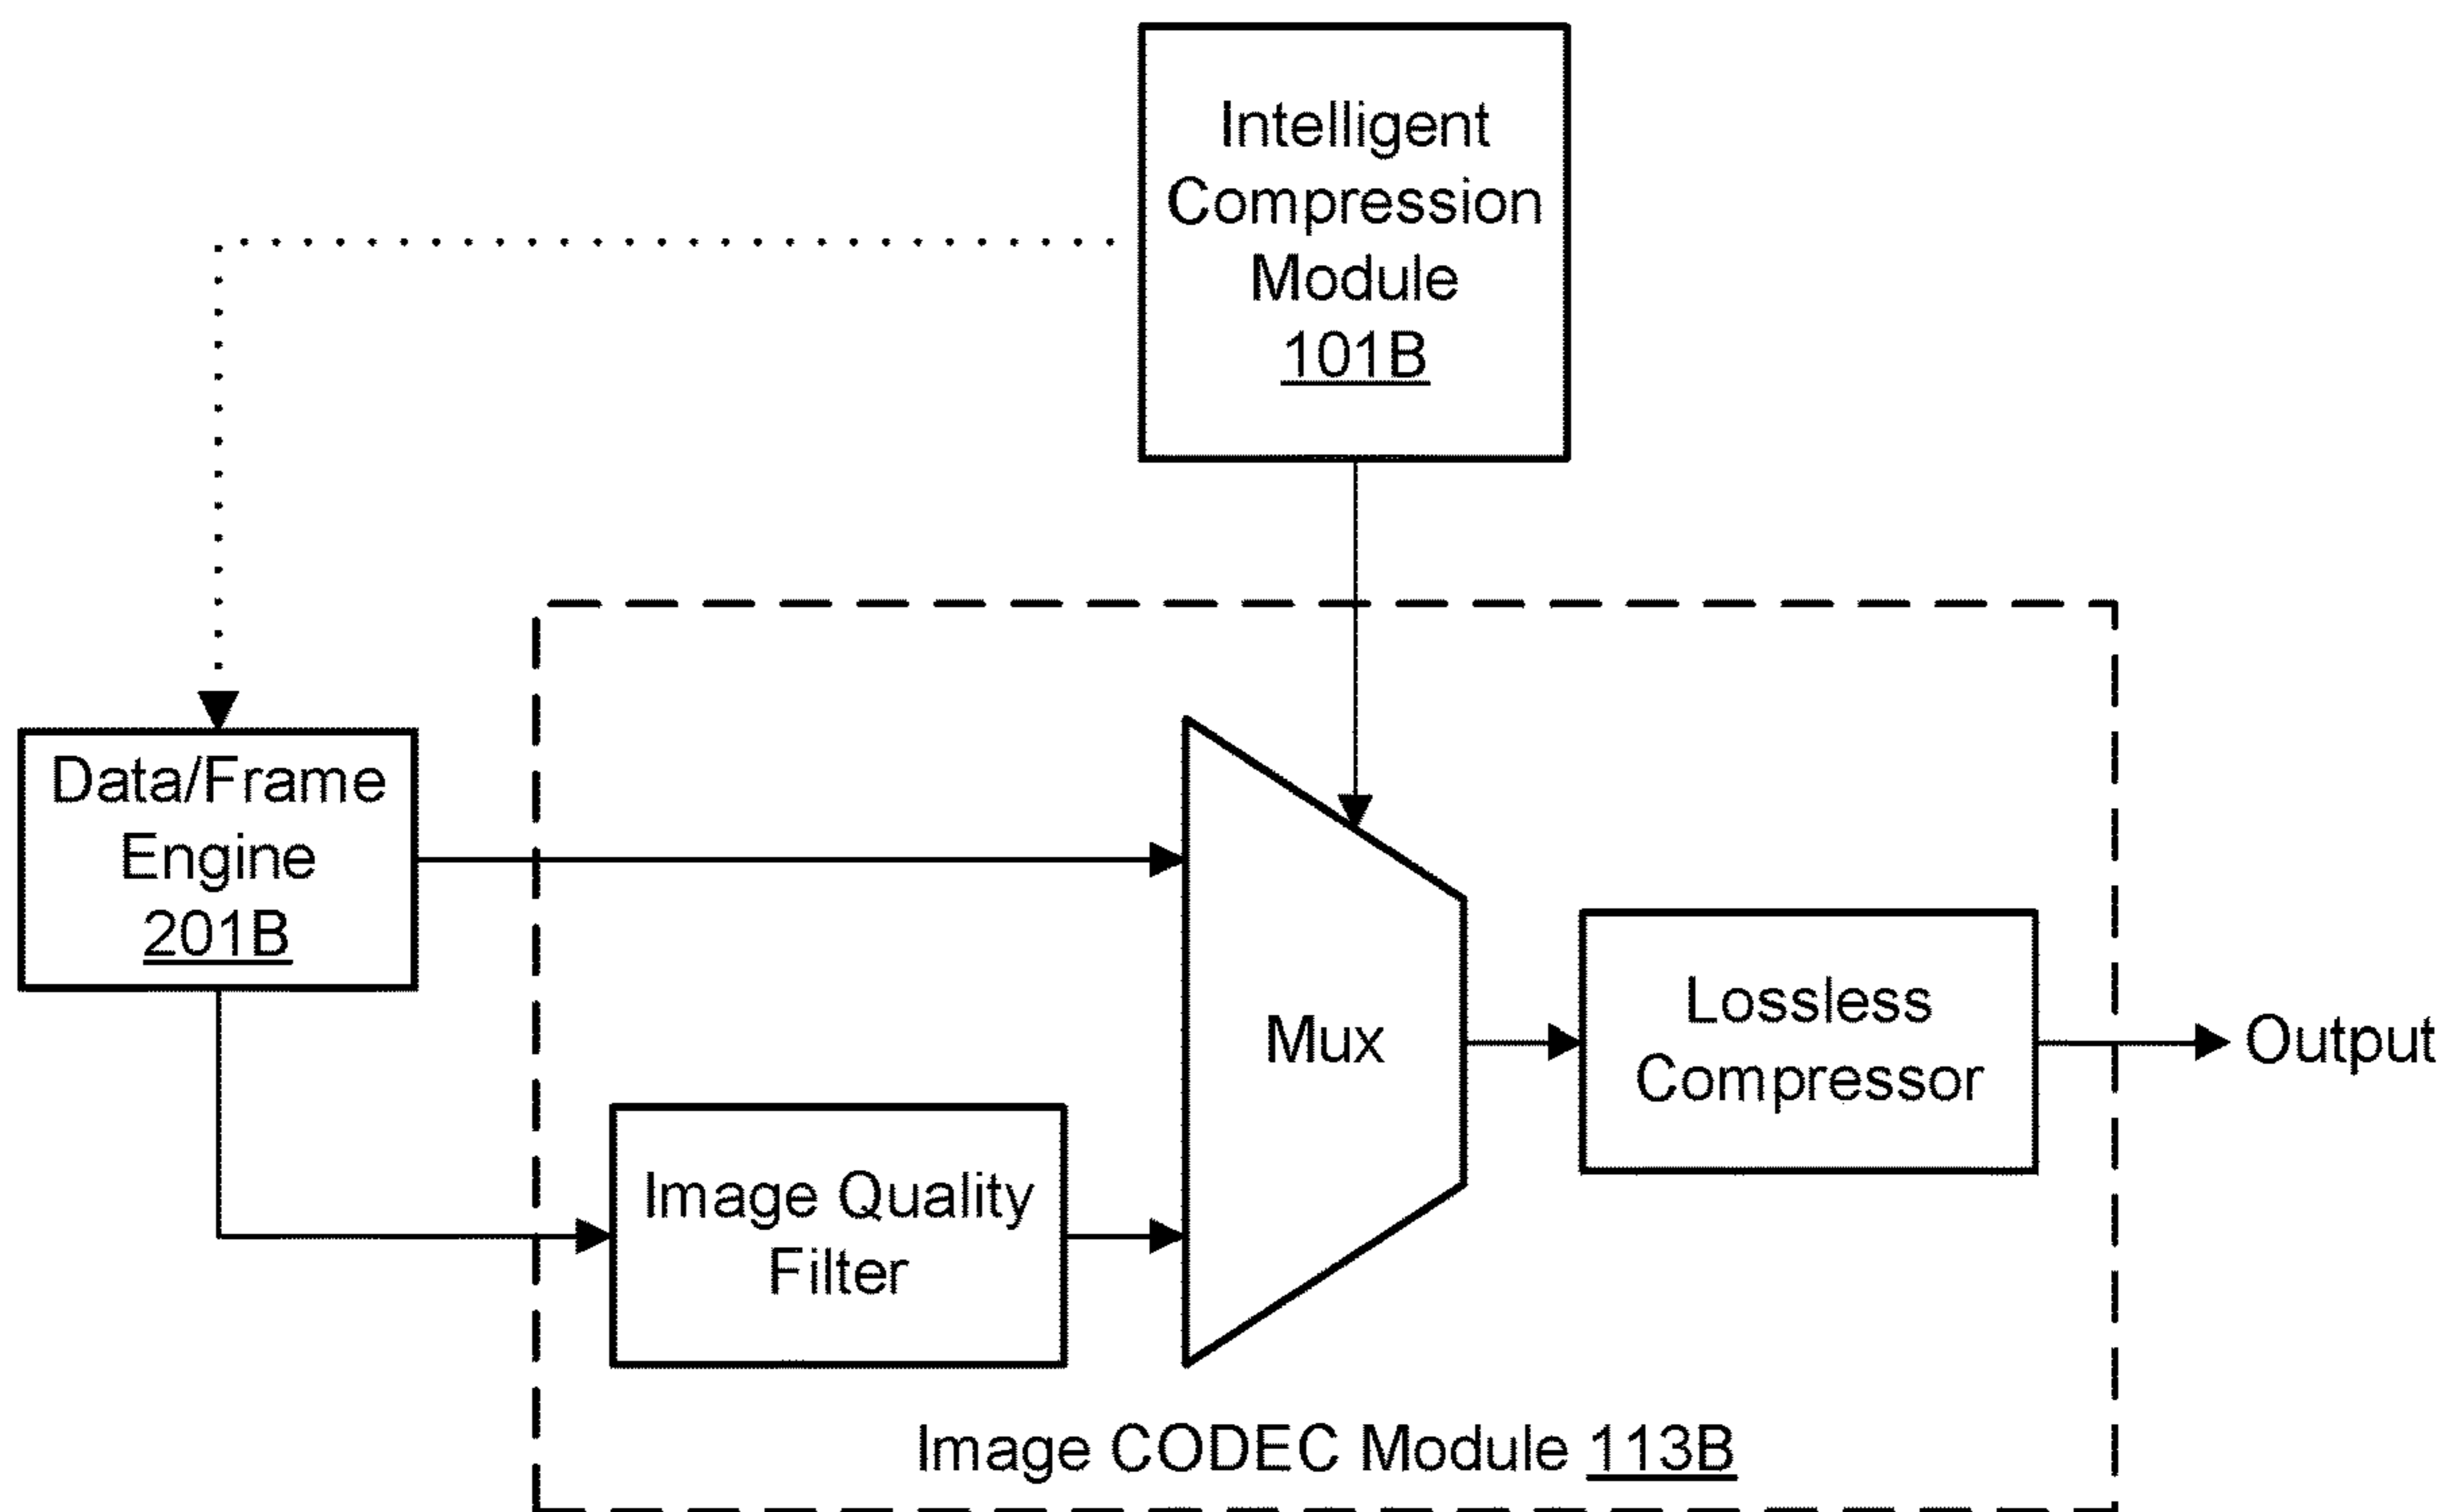 Intelligent
Compression
Module
101B
Data/Frame
Engine
201B
Mux
Lossless
Compressor
Output
Image Quality
Filter
Image CODEC Module 113B